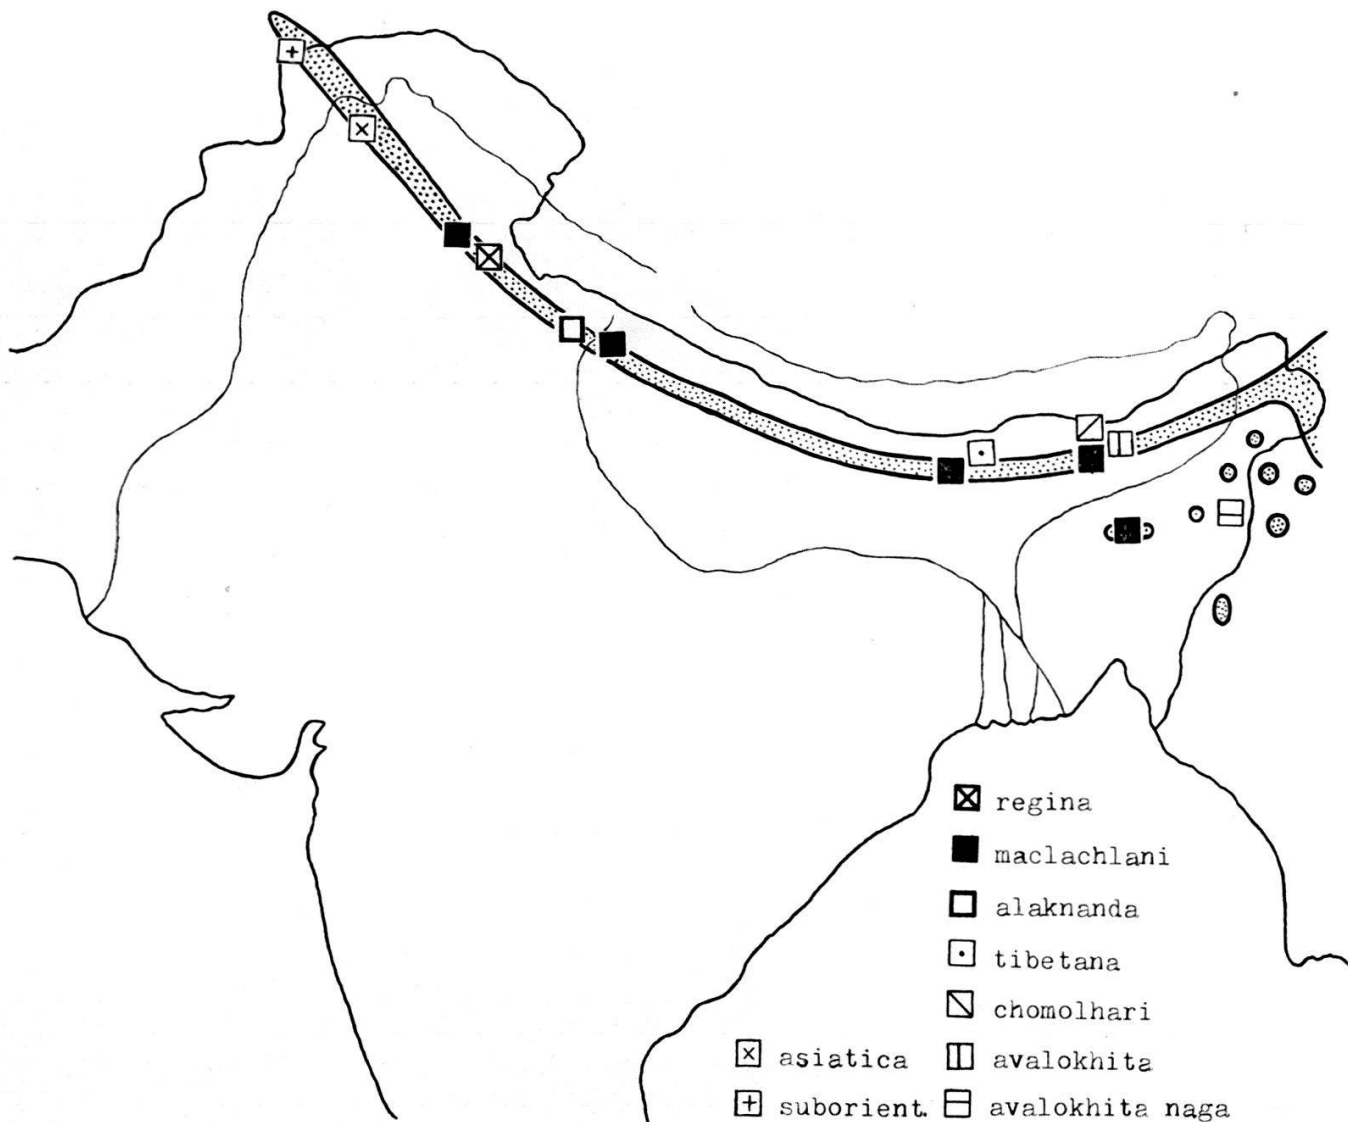 regina
maclachlani
alaknanda
tibetana
chomolhari
asiatica avalokhita
suborient. avalokhita naga